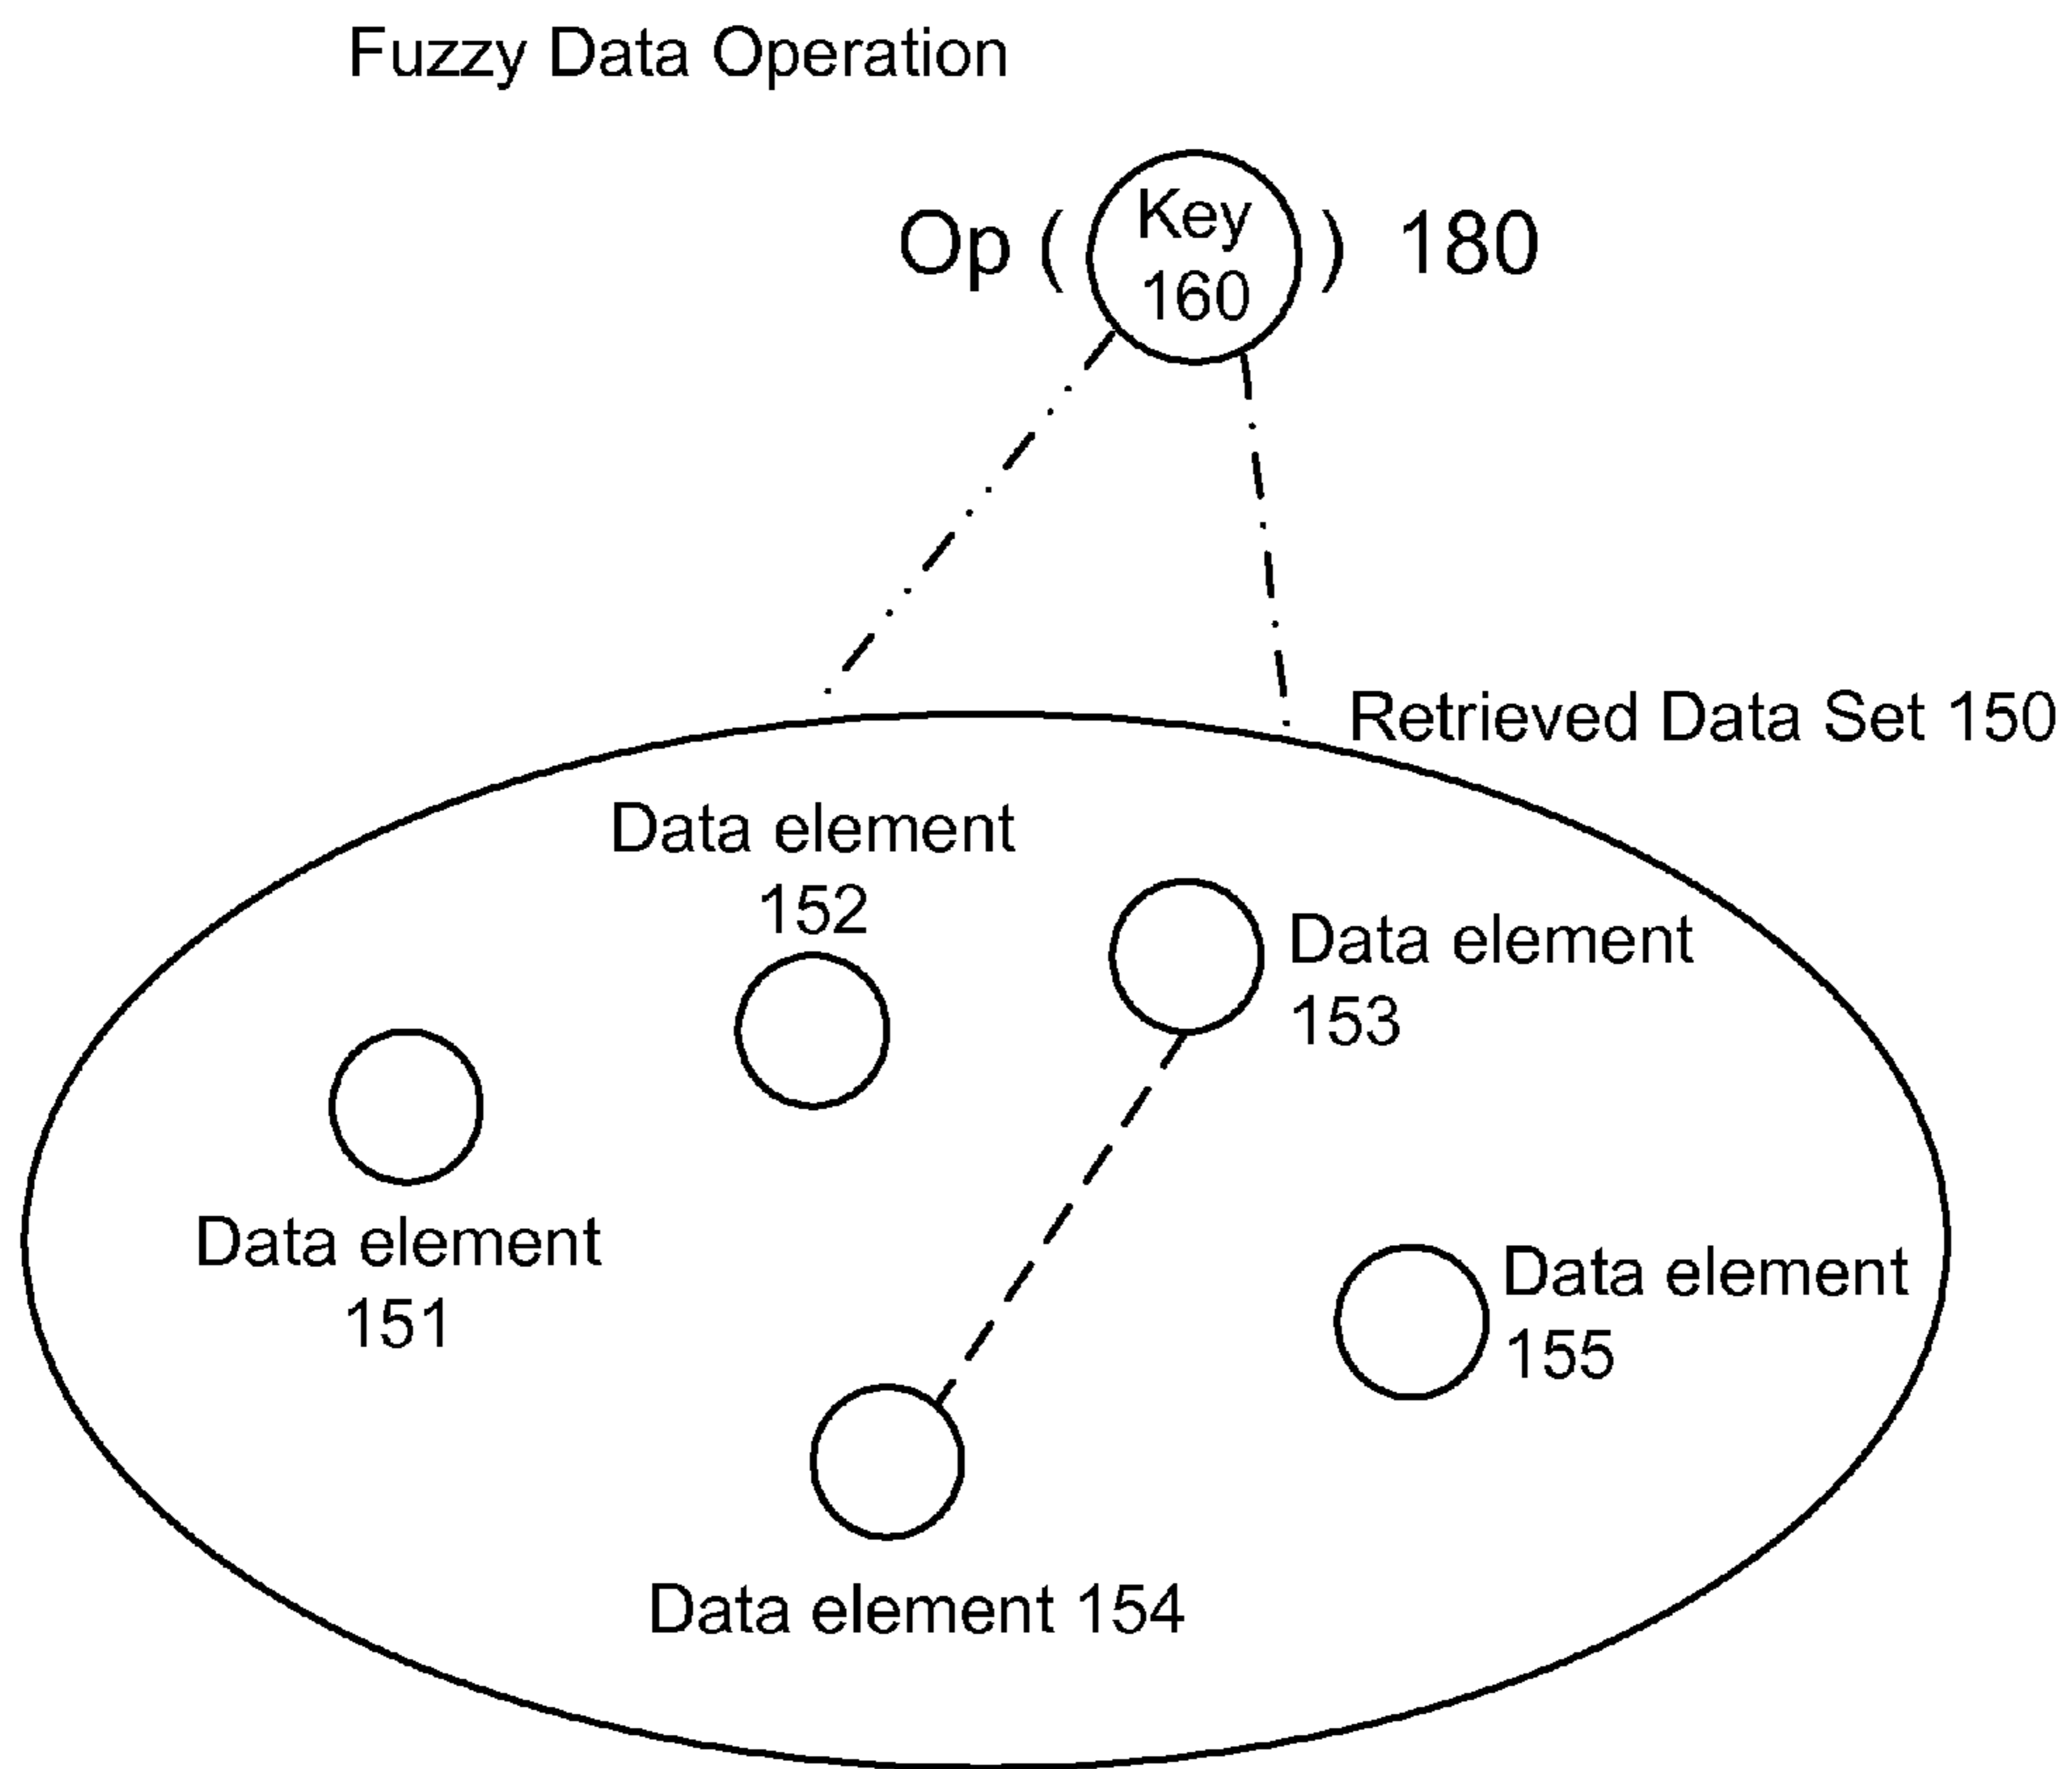 Fuzzy Data Operation
Op ( Key ) 180
160
Retrieved Data Set 150
Data element
152
Data element
153
Data element
151
Data element
155
Data element 154